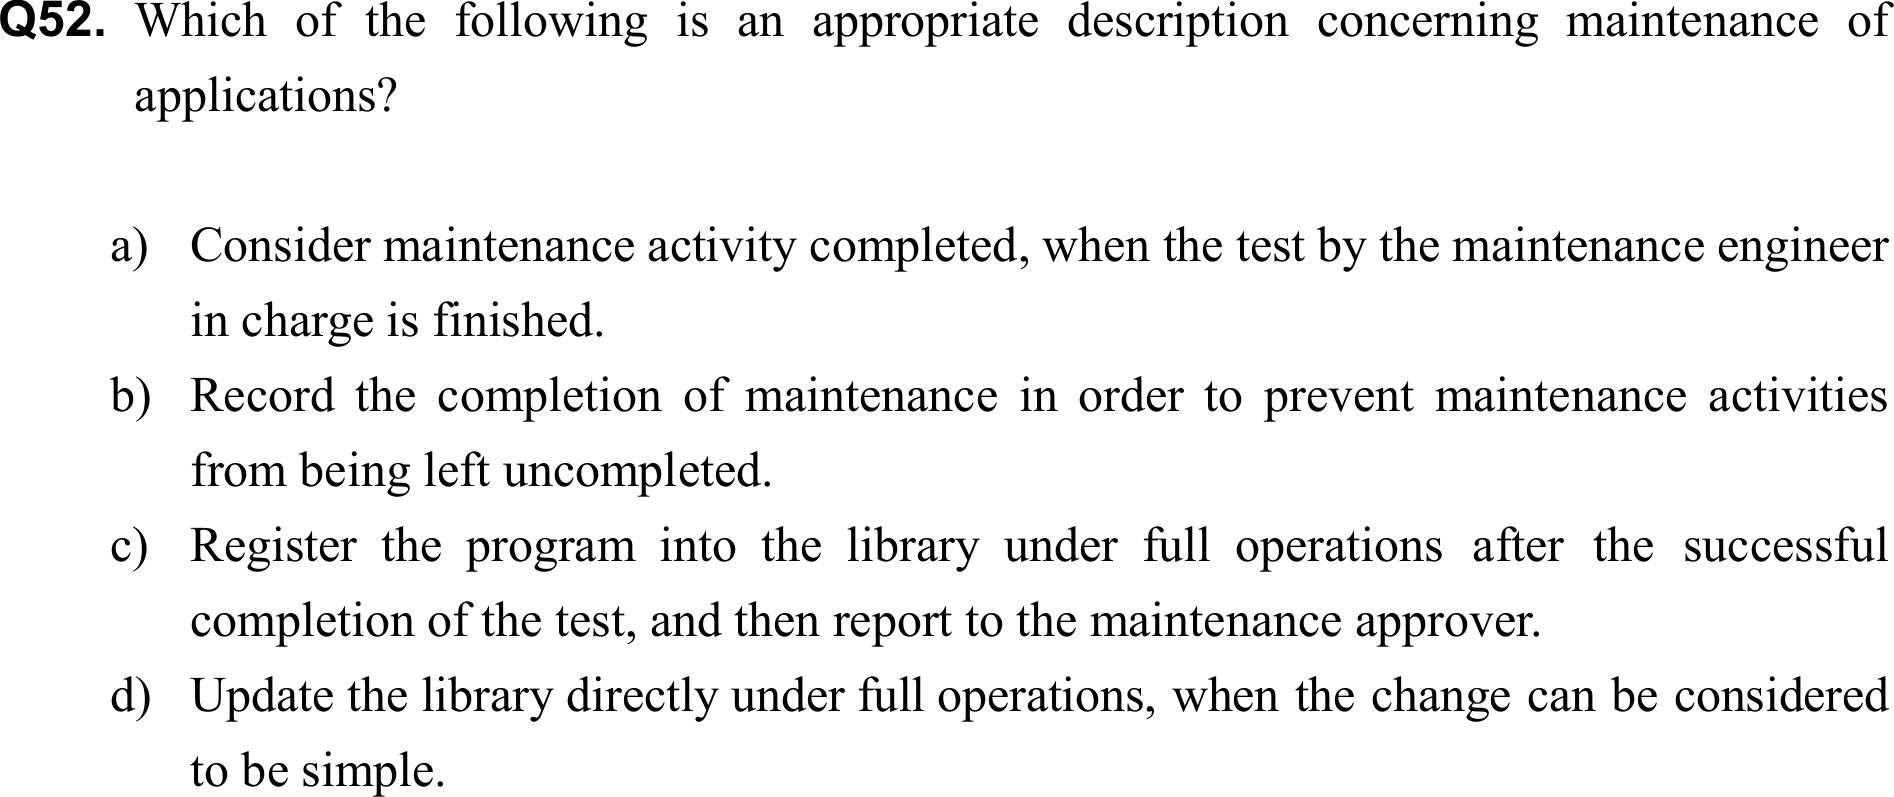 Q52. Which of the following is an appropriate description concerning maintenance of
applications?
a) Consider maintenance activity completed, when the test by the maintenance engineer
in charge is finished.
b) Record the completion of maintenance in order to prevent maintenance activities
from being left uncompleted.
c) Register the program into the library under full operations after the successful
completion of the test, and then report to the maintenance approver.
d) Update the library directly under full operations, when the change can be considered
to be simple.